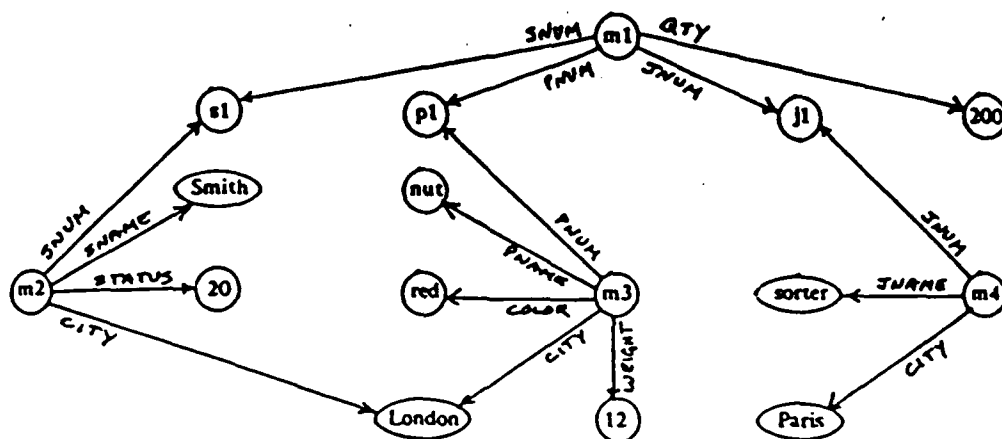 SNUM m1 QTY
PNUM JNUM
s1 p1 j1 200
Smith nut
SNUM SNAME PNUM PNAME JNUM
m2 STATUS 20 red COLOR m3 sorter JNAME m4
CITY CITY WEIGHT CITY
London 12 Paris